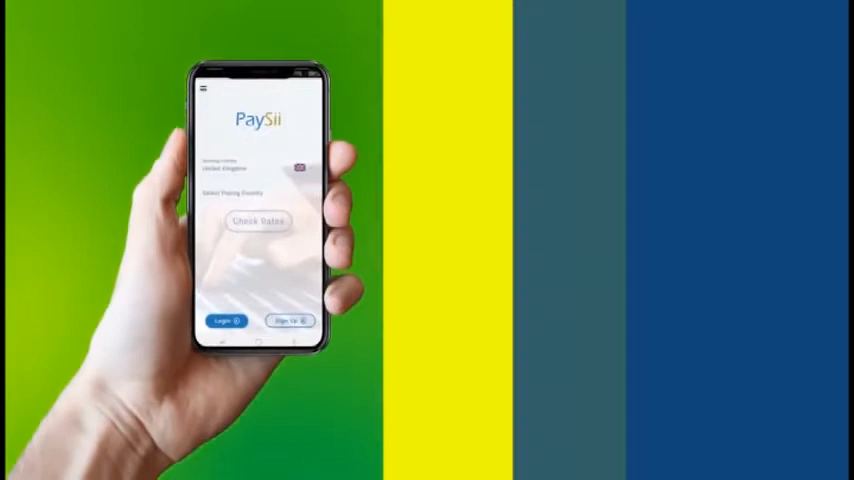 PaySii
United Kingdom
Select Paying Country
Check Rates
Login
Sign Up